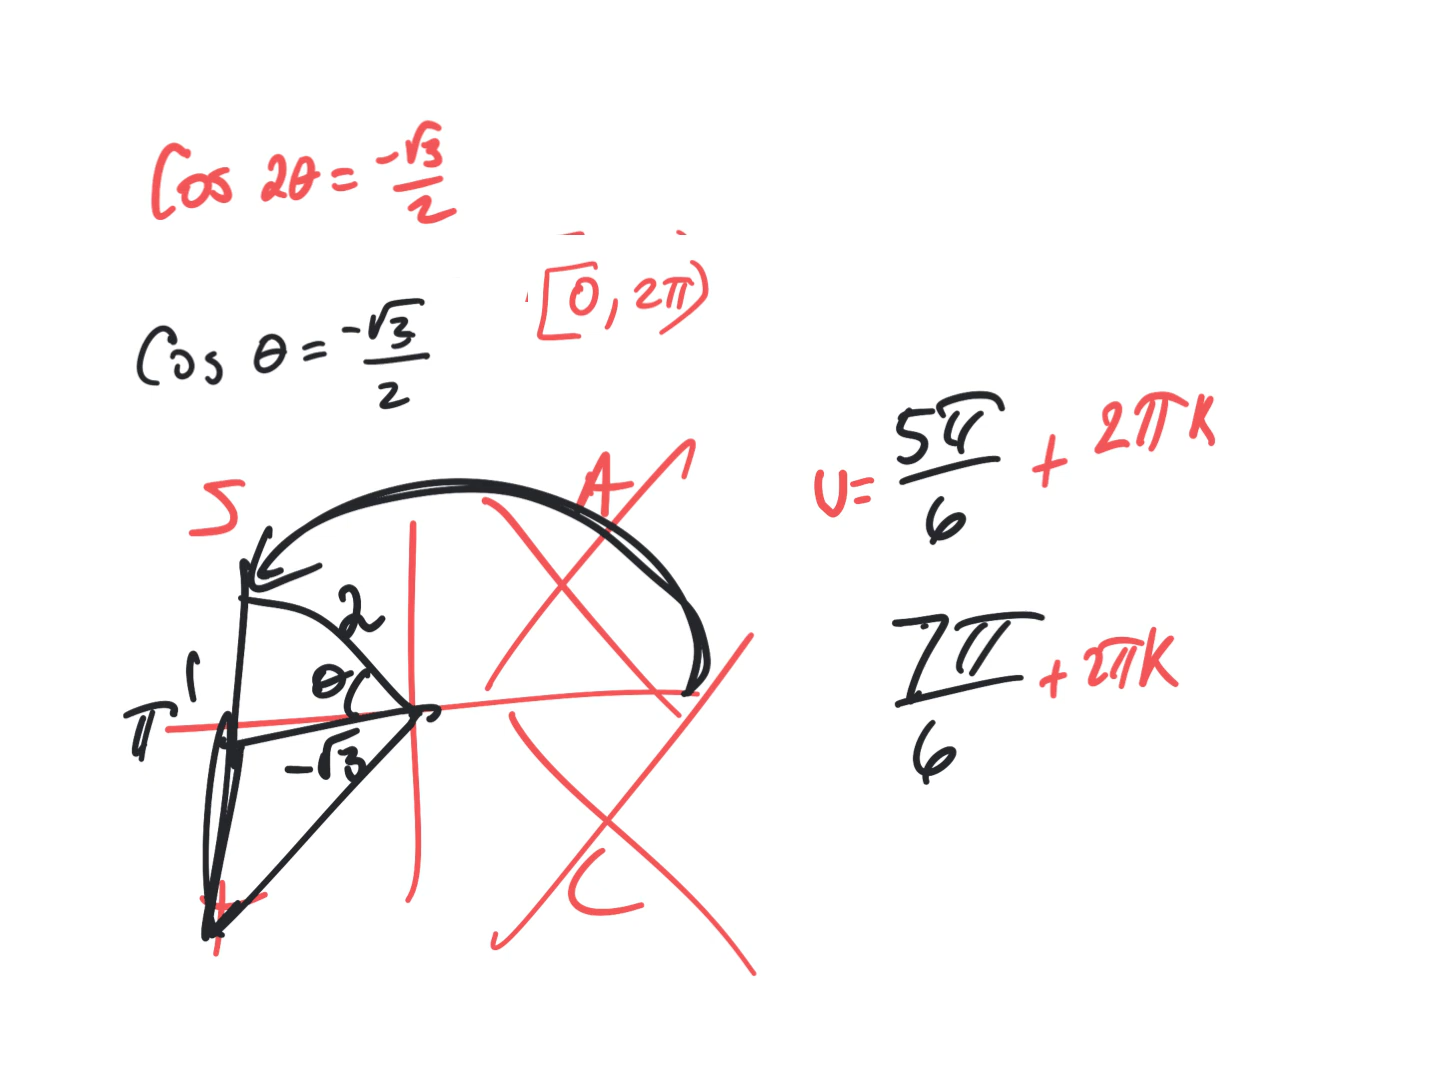 Cos 2θ = -√3/2
[0, 2π)
Cos θ = -√3/2
S
A
U = 5π/6 + 2πk
7π/6 + 2πk
2
1
θ
π
-√3
T
C